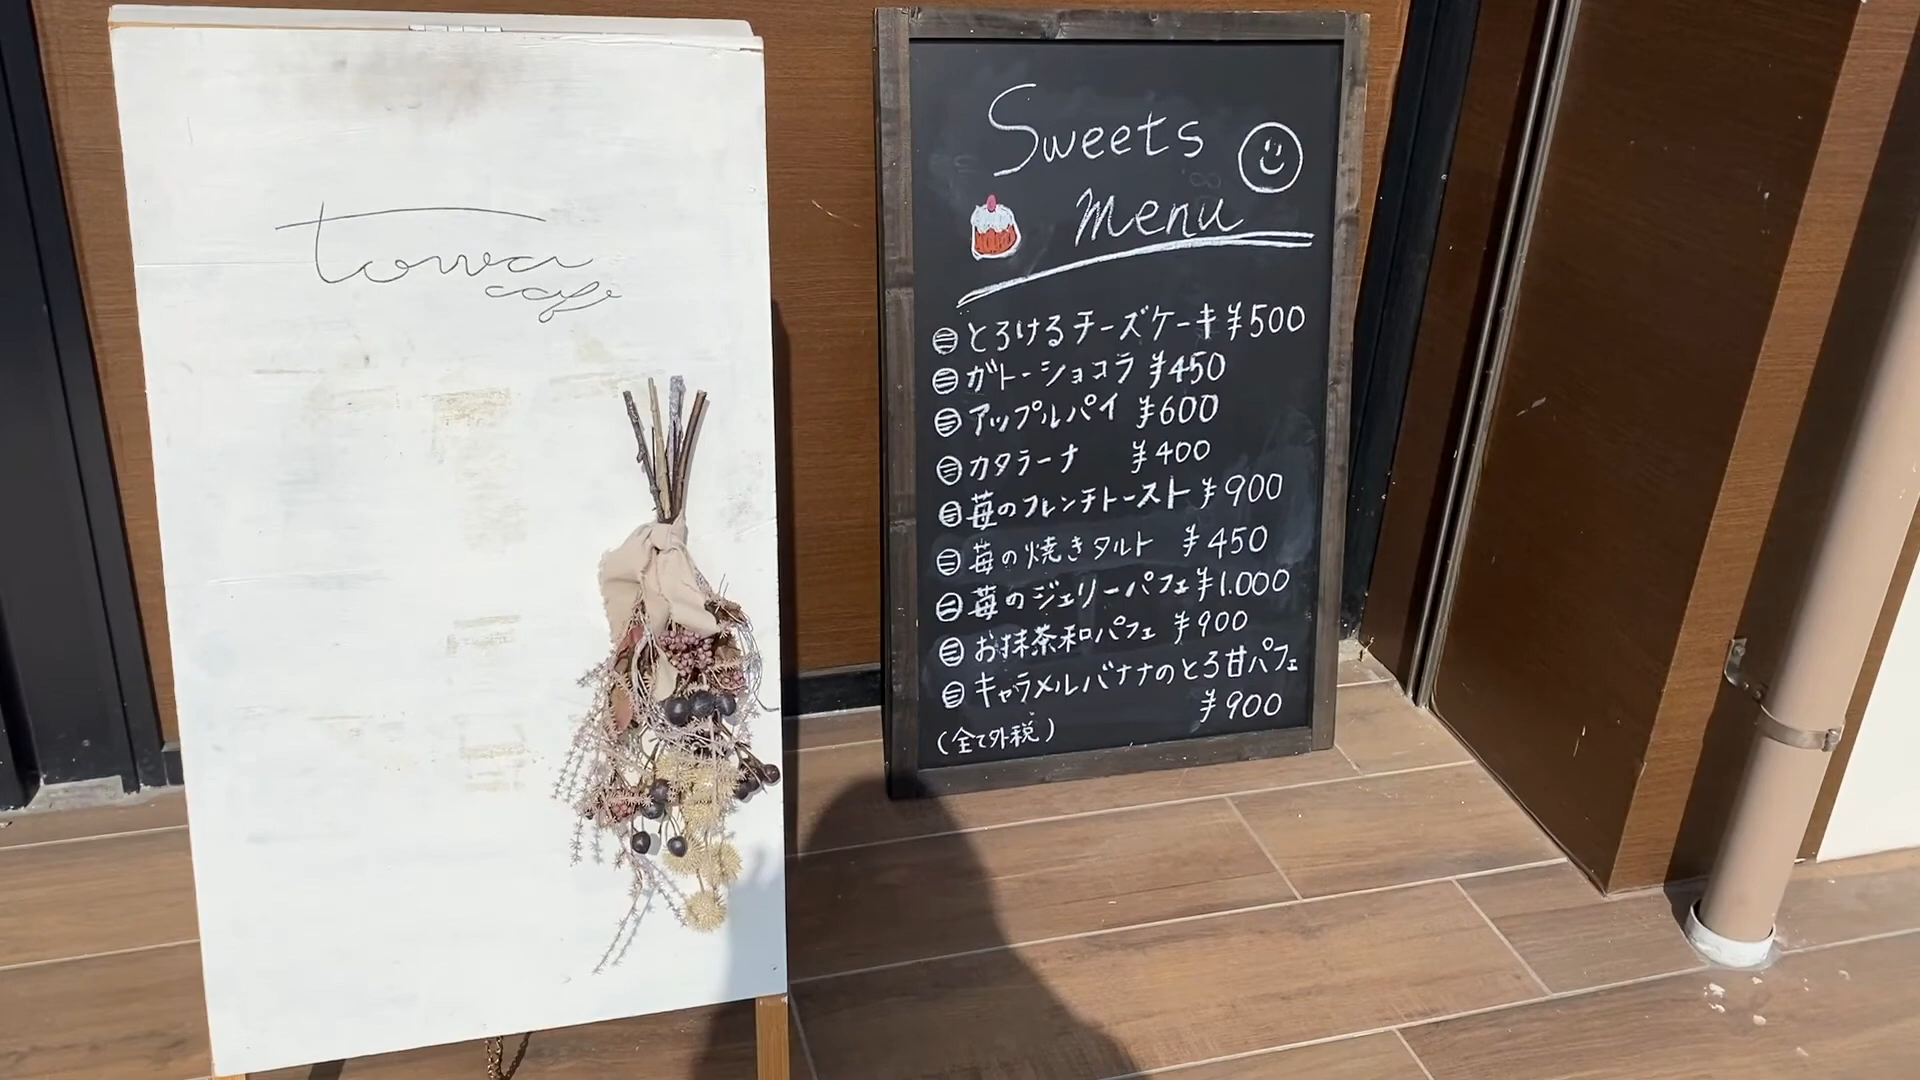 towa
cafe
Sweets
menu
とろけるチーズケーキ ¥500
ガトーショコラ ¥450
アップルパイ ¥600
カタラーナ ¥400
苺のフレンチトースト ¥900
苺の焼きタルト ¥450
苺のジェリーパフェ ¥1.000
お抹茶和パフェ ¥900
キャラメルバナナのとろ甘パフェ
¥900
(全て外税)